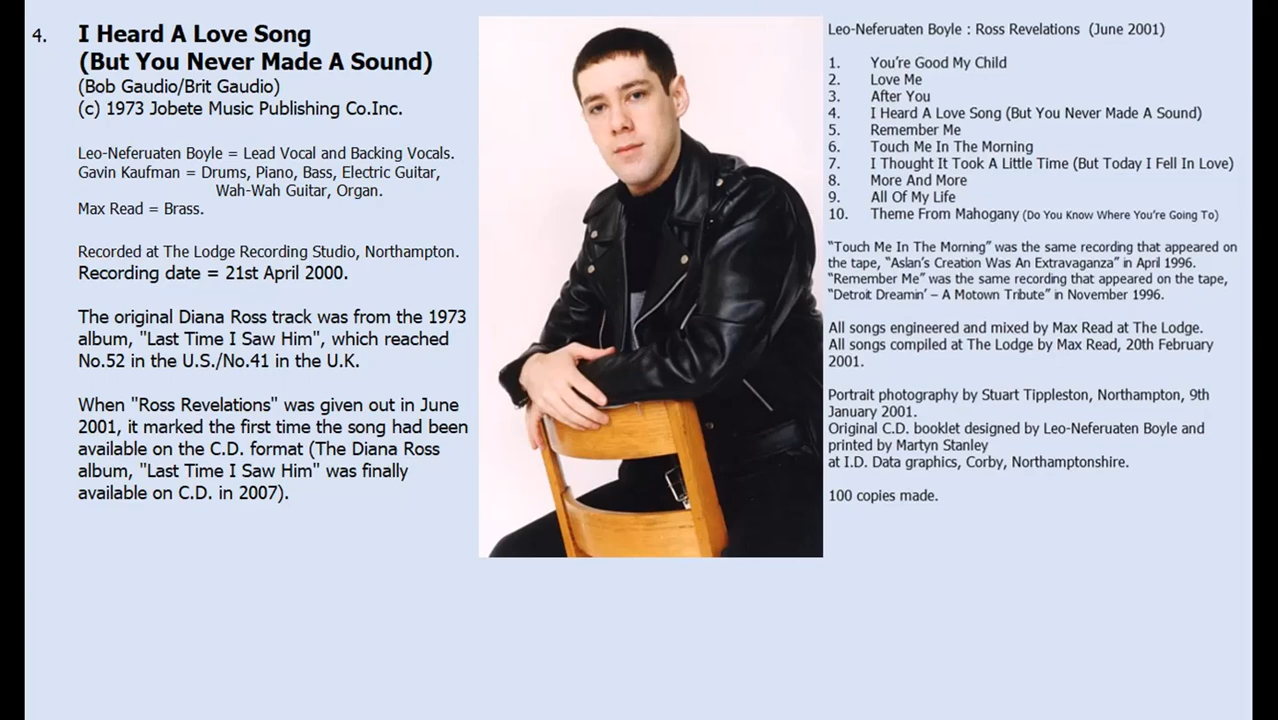 4. I Heard A Love Song
(But You Never Made A Sound)
(Bob Gaudio/Brit Gaudio)
(c) 1973 Jobete Music Publishing Co.Inc.
Leo-Neferuaten Boyle = Lead Vocal and Backing Vocals.
Gavin Kaufman = Drums, Piano, Bass, Electric Guitar,
Wah-Wah Guitar, Organ.
Max Read = Brass.
Recorded at The Lodge Recording Studio, Northampton.
Recording date = 21st April 2000.
The original Diana Ross track was from the 1973
album, "Last Time I Saw Him", which reached
No.52 in the U.S./No.41 in the U.K.
When "Ross Revelations" was given out in June
2001, it marked the first time the song had been
available on the C.D. format (The Diana Ross
album, "Last Time I Saw Him" was finally
available on C.D. in 2007).
Leo-Neferuaten Boyle : Ross Revelations (June 2001)
1. You're Good My Child
2. Love Me
3. After You
4. I Heard A Love Song (But You Never Made A Sound)
5. Remember Me
6. Touch Me In The Morning
7. I Thought It Took A Little Time (But Today I Fell In Love)
8. More And More
9. All Of My Life
10. Theme From Mahogany (Do You Know Where You're Going To)
“Touch Me In The Morning” was the same recording that appeared on
the tape, “Aslan's Creation Was An Extravaganza” in April 1996.
“Remember Me” was the same recording that appeared on the tape,
“Detroit Dreamin' – A Motown Tribute” in November 1996.
All songs engineered and mixed by Max Read at The Lodge.
All songs compiled at The Lodge by Max Read, 20th February
2001.
Portrait photography by Stuart Tippleston, Northampton, 9th
January 2001.
Original C.D. booklet designed by Leo-Neferuaten Boyle and
printed by Martyn Stanley
at I.D. Data graphics, Corby, Northamptonshire.
100 copies made.